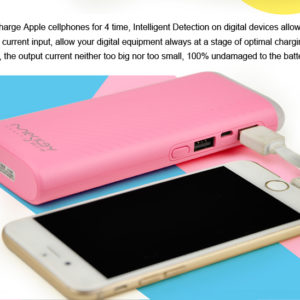 harge Apple cellphones for 4 time, Intelligent Detection on digital devices allow
current input, allow your digital equipment always at a stage of optimal chargin
, the output current neither too big nor too small, 100% undamaged to the batte